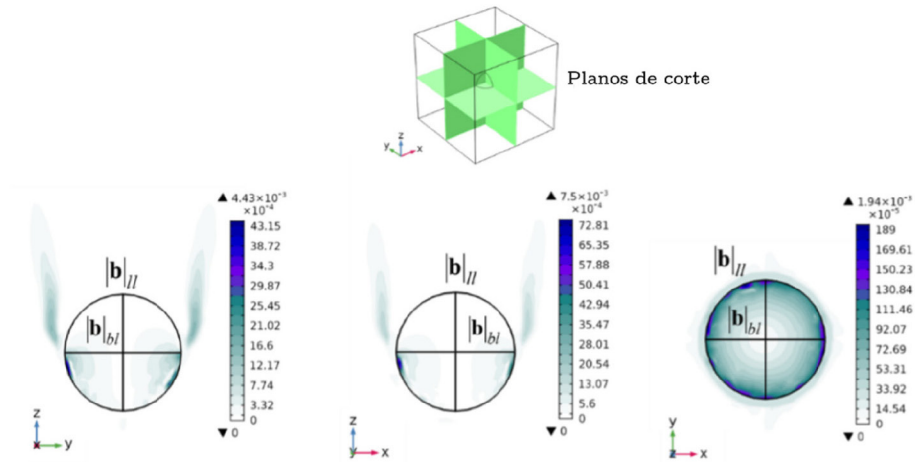 Planos de corte
z
y
x
▲ 4.43×10⁻³
×10⁻⁴
43.15
38.72
34.3
29.87
25.45
21.02
16.6
12.17
7.74
3.32
▼ 0
|b|ll
|b|bl
z
x
y
▲ 7.5×10⁻³
×10⁻⁴
72.81
65.35
57.88
50.41
42.94
35.47
28.01
20.54
13.07
5.6
▼ 0
|b|ll
|b|bl
z
y
x
▲ 1.94×10⁻³
×10⁻⁵
189
169.61
150.23
130.84
111.46
92.07
72.69
53.31
33.92
14.54
▼ 0
|b|ll
|b|bl
y
z
x